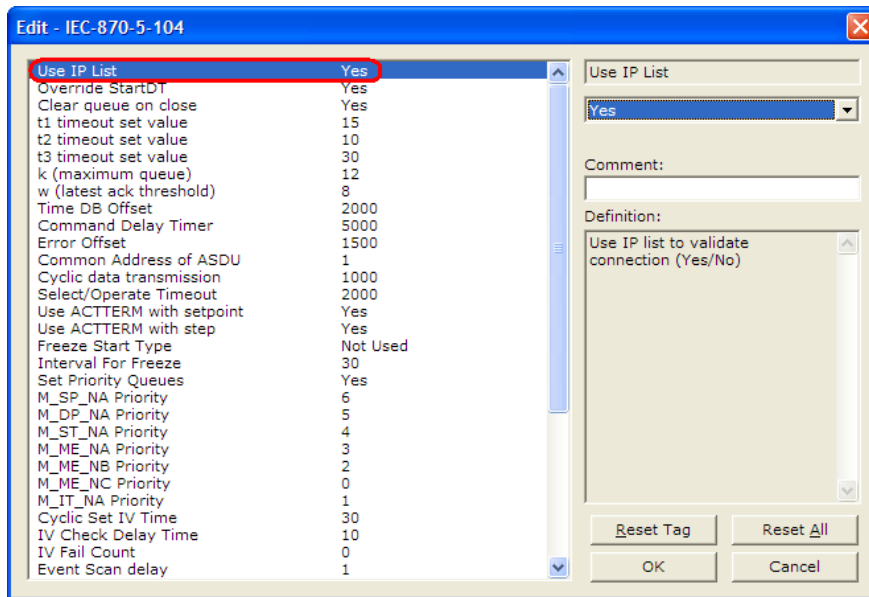 Edit - IEC-870-5-104
Use IP List Yes
Override StartDT Yes
Clear queue on close Yes
t1 timeout set value 15
t2 timeout set value 10
t3 timeout set value 30
k (maximum queue) 12
w (latest ack threshold) 8
Time DB Offset 2000
Command Delay Timer 5000
Error Offset 1500
Common Address of ASDU 1
Cyclic data transmission 1000
Select/Operate Timeout 2000
Use ACTTERM with setpoint Yes
Use ACTTERM with step Yes
Freeze Start Type Not Used
Interval For Freeze 30
Set Priority Queues Yes
M_SP_NA Priority 6
M_DP_NA Priority 5
M_ST_NA Priority 4
M_ME_NA Priority 3
M_ME_NB Priority 2
M_ME_NC Priority 0
M_IT_NA Priority 1
Cyclic Set IV Time 30
IV Check Delay Time 10
IV Fail Count 0
Event Scan delay 1
Use IP List
Yes
Comment:
Definition:
Use IP list to validate
connection (Yes/No)
Reset Tag
Reset All
OK
Cancel